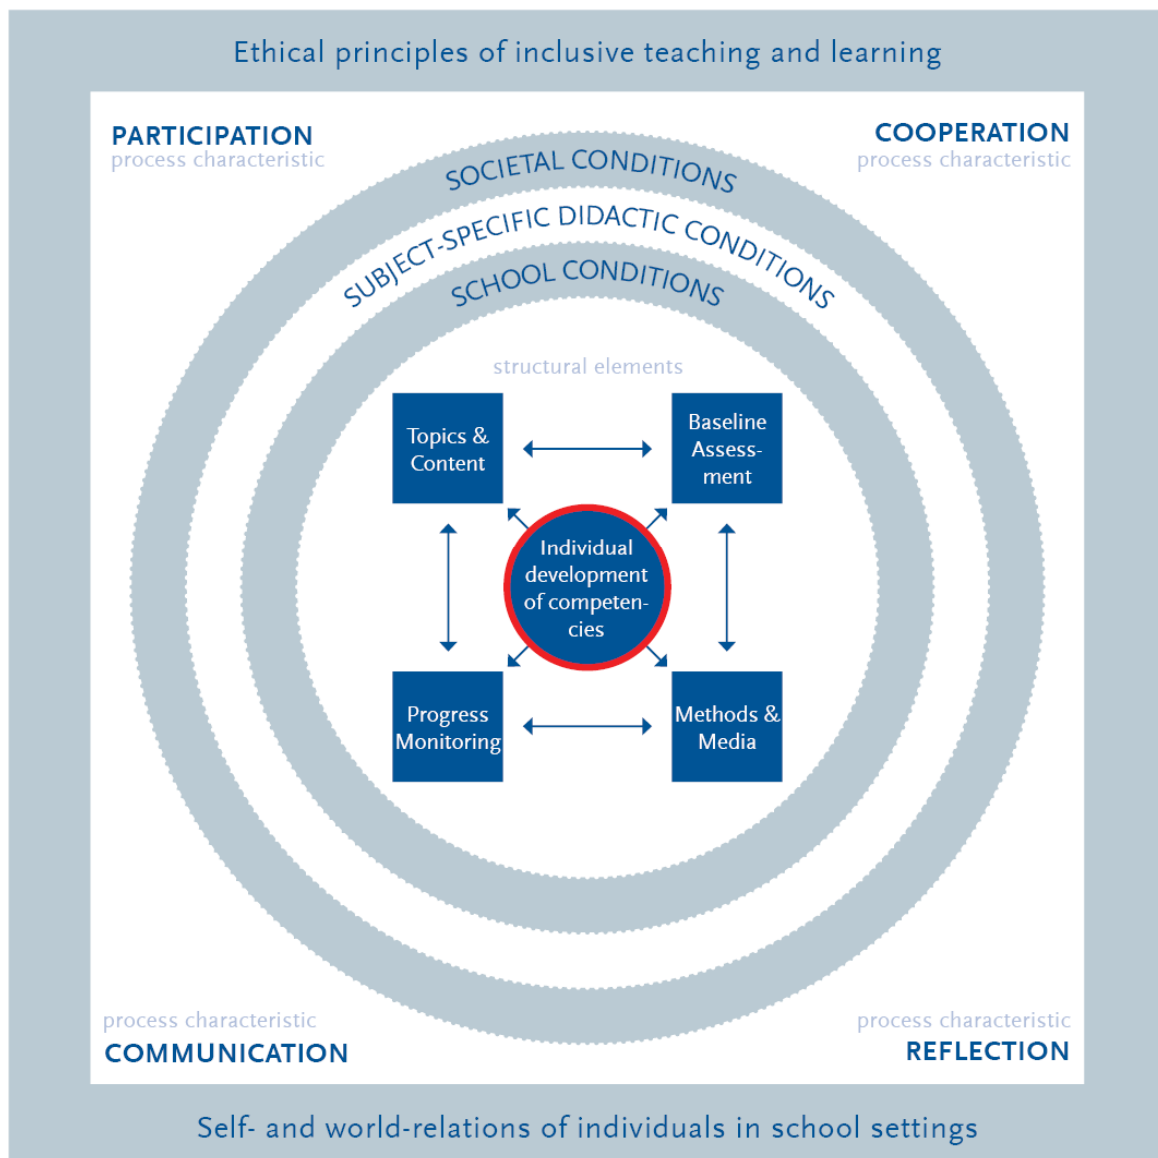 Ethical principles of inclusive teaching and learning
PARTICIPATION
process characteristic
COOPERATION
process characteristic
SOCIETAL CONDITIONS
SUBJECT-SPECIFIC DIDACTIC CONDITIONS
SCHOOL CONDITIONS
structural elements
Topics &
Content
Baseline
Assess-
ment
Individual
development
of competen-
cies
Progress
Monitoring
Methods &
Media
process characteristic
COMMUNICATION
process characteristic
REFLECTION
Self- and world-relations of individuals in school settings